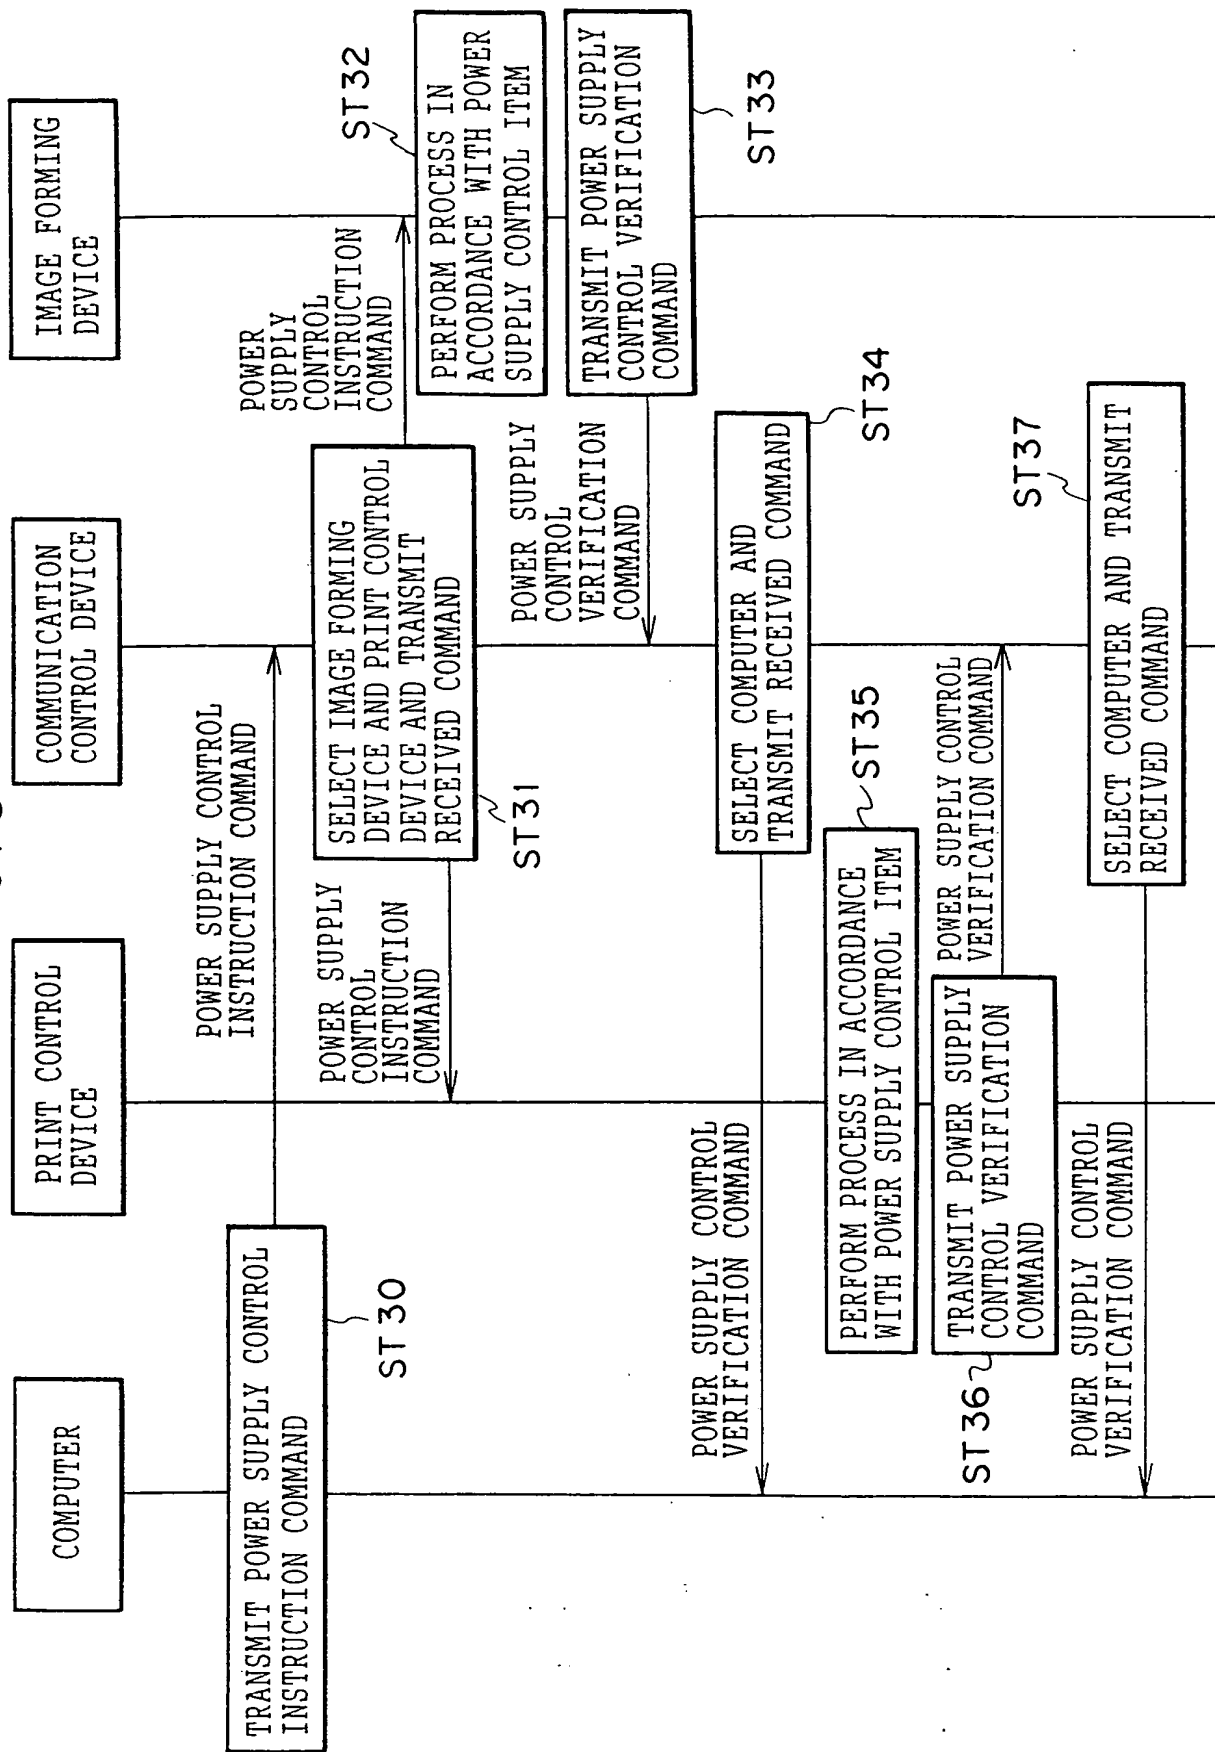 COMPUTER
PRINT CONTROL
DEVICE
COMMUNICATION
CONTROL DEVICE
IMAGE FORMING
DEVICE
TRANSMIT POWER SUPPLY CONTROL
INSTRUCTION COMMAND
ST30
POWER SUPPLY CONTROL
INSTRUCTION COMMAND
SELECT IMAGE FORMING
DEVICE AND PRINT CONTROL
DEVICE AND TRANSMIT
RECEIVED COMMAND
ST31
POWER SUPPLY
CONTROL
INSTRUCTION
COMMAND
POWER
SUPPLY
CONTROL
INSTRUCTION
COMMAND
ST32
PERFORM PROCESS IN
ACCORDANCE WITH POWER
SUPPLY CONTROL ITEM
TRANSMIT POWER SUPPLY
CONTROL VERIFICATION
COMMAND
ST33
POWER SUPPLY
CONTROL
VERIFICATION
COMMAND
SELECT COMPUTER AND
TRANSMIT RECEIVED COMMAND
ST34
POWER SUPPLY CONTROL
VERIFICATION COMMAND
PERFORM PROCESS IN ACCORDANCE
WITH POWER SUPPLY CONTROL ITEM
ST35
TRANSMIT POWER SUPPLY
CONTROL VERIFICATION
COMMAND
ST36
POWER SUPPLY CONTROL
VERIFICATION COMMAND
SELECT COMPUTER AND TRANSMIT
RECEIVED COMMAND
ST37
POWER SUPPLY CONTROL
VERIFICATION COMMAND